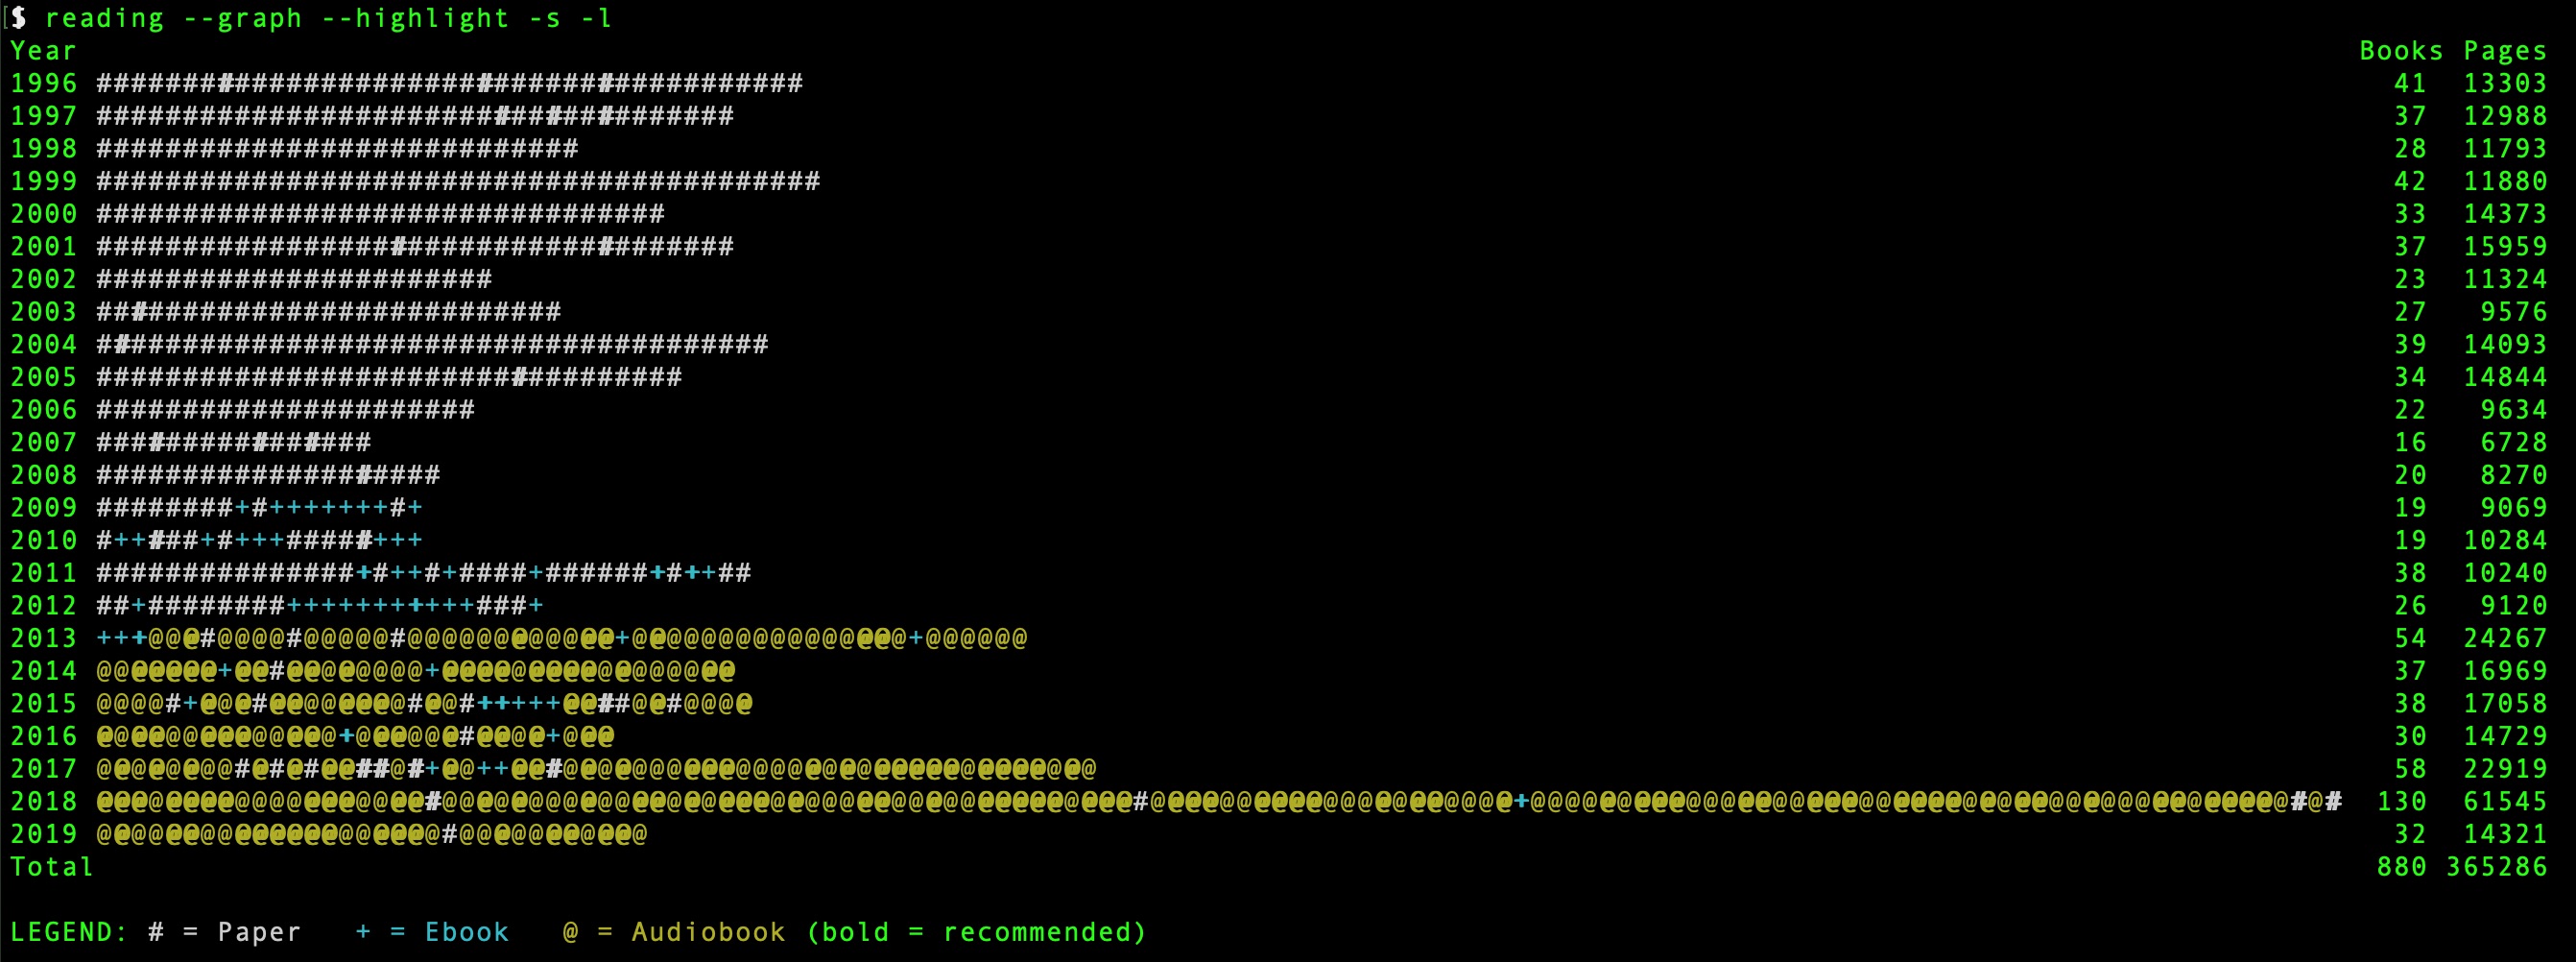 $ reading --graph --highlight -s -l
Year Books Pages
1996 ######################################### 41 13303
1997 ##################################### 37 12988
1998 ############################ 28 11793
1999 ########################################## 42 11880
2000 ################################# 33 14373
2001 ##################################### 37 15959
2002 ####################### 23 11324
2003 ########################### 27 9576
2004 ####################################### 39 14093
2005 ################################## 34 14844
2006 ###################### 22 9634
2007 ################ 16 6728
2008 #################### 20 8270
2009 ########+#+++++++#+ 19 9069
2010 #++###+#+++#####+++ 19 10284
2011 ###############+#++#+####+######+#++## 38 10240
2012 ##+########+++++++++++###+ 26 9120
2013 +++@@@#@@@@#@@@@@#@@@@@@@@@@@@+@@@@@@@@@@@@@@@@+@@@@@@ 54 24267
2014 @@@@@@@+@@#@@@@@@@@+@@@@@@@@@@@@@@@@@ 37 16969
2015 @@@@#+@@@#@@@@@@@@#@@#+++++@@##@@#@@@@ 38 17058
2016 @@@@@@@@@@@@@@+@@@@@@#@@@@+@@@ 30 14729
2017 @@@@@@@@#@#@#@@##@#+@@++@@#@@@@@@@@@@@@@@@@@@@@@@@@@@@@@@@ 58 22919
2018 @@@@@@@@@@@@@@@@@@@#@@@@@@@@@@@@@@@@@@@@@@@@@@@@@@@@@@@@@@@@#@@@@@@@@@@@@@@@@@@@@@+@@@@@@@@@@@@@@@@@@@@@@@@@@@@@@@@@@@@@@@@@@@@#@# 130 61545
2019 @@@@@@@@@@@@@@@@@@@@#@@@@@@@@@@@ 32 14321
Total 880 365286
LEGEND: # = Paper + = Ebook @ = Audiobook (bold = recommended)